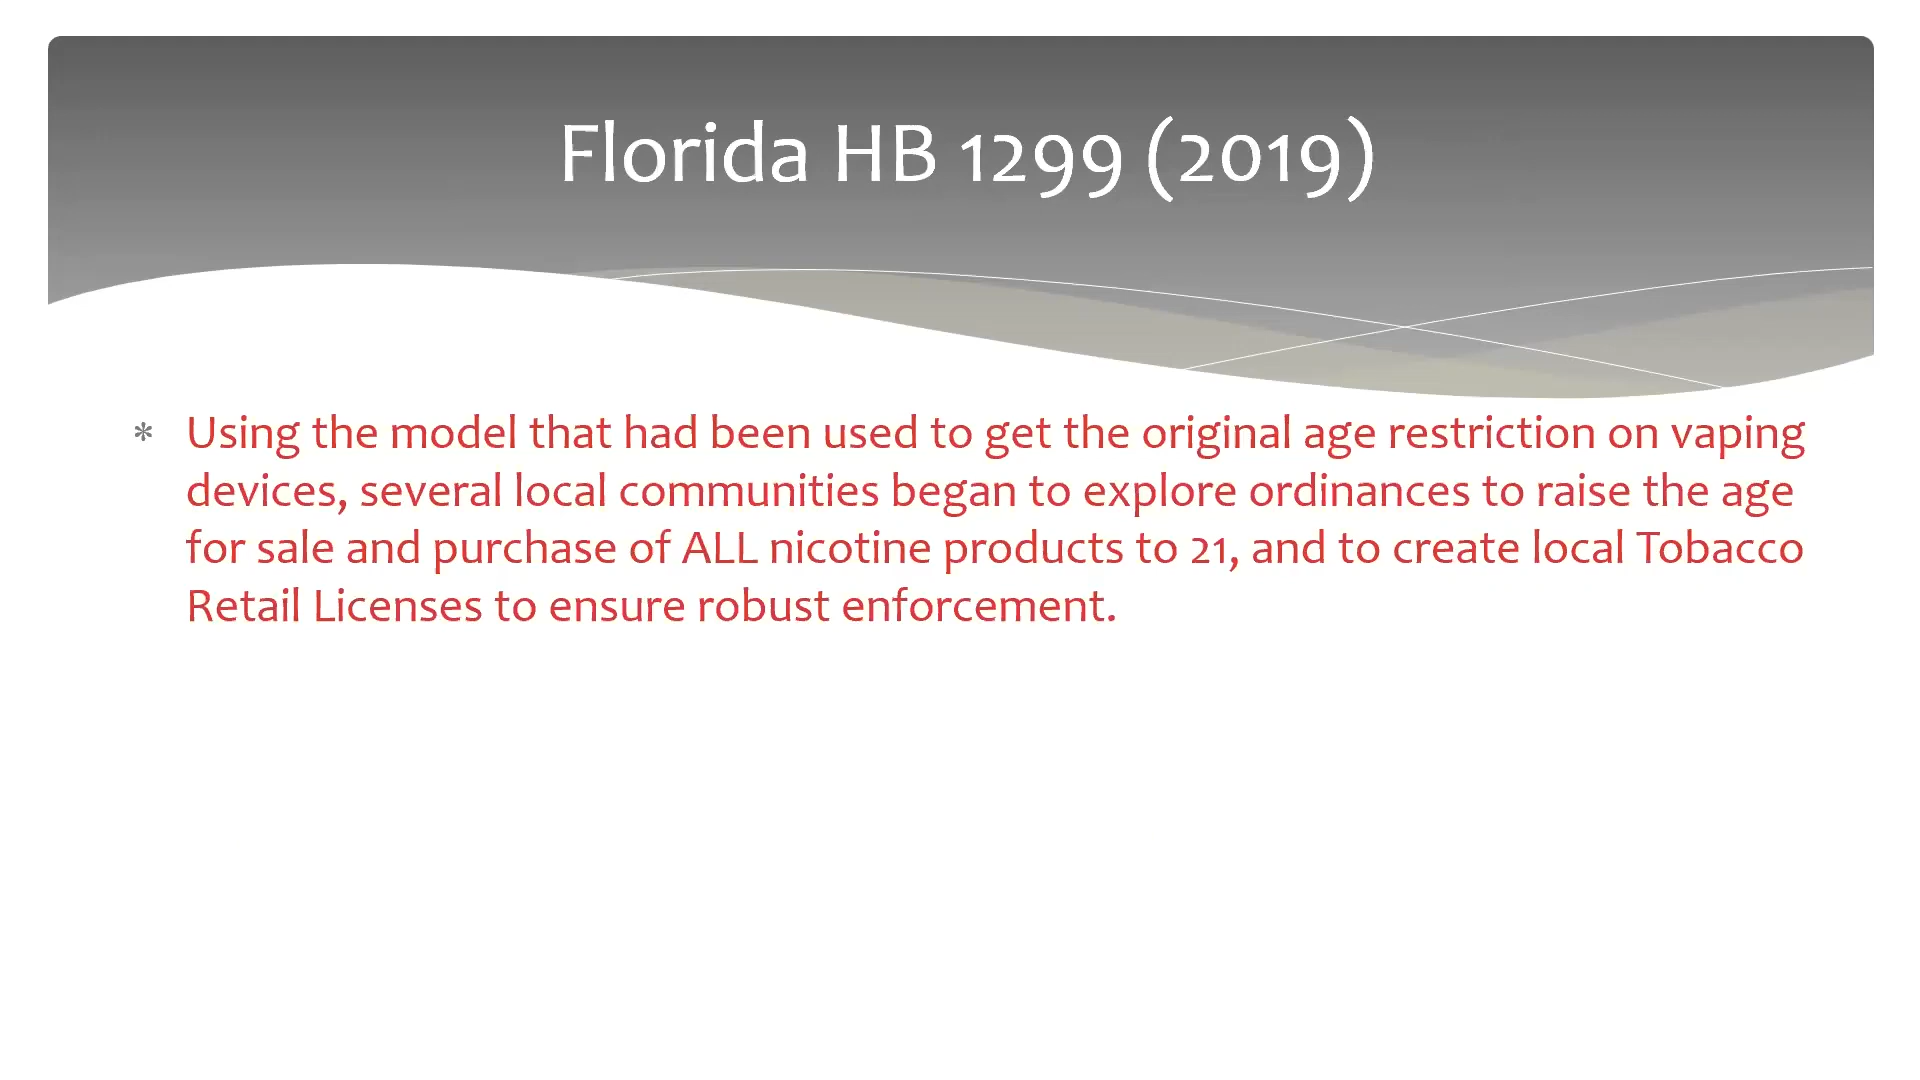 Florida HB 1299 (2019)
* Using the model that had been used to get the original age restriction on vaping
devices, several local communities began to explore ordinances to raise the age
for sale and purchase of ALL nicotine products to 21, and to create local Tobacco
Retail Licenses to ensure robust enforcement.